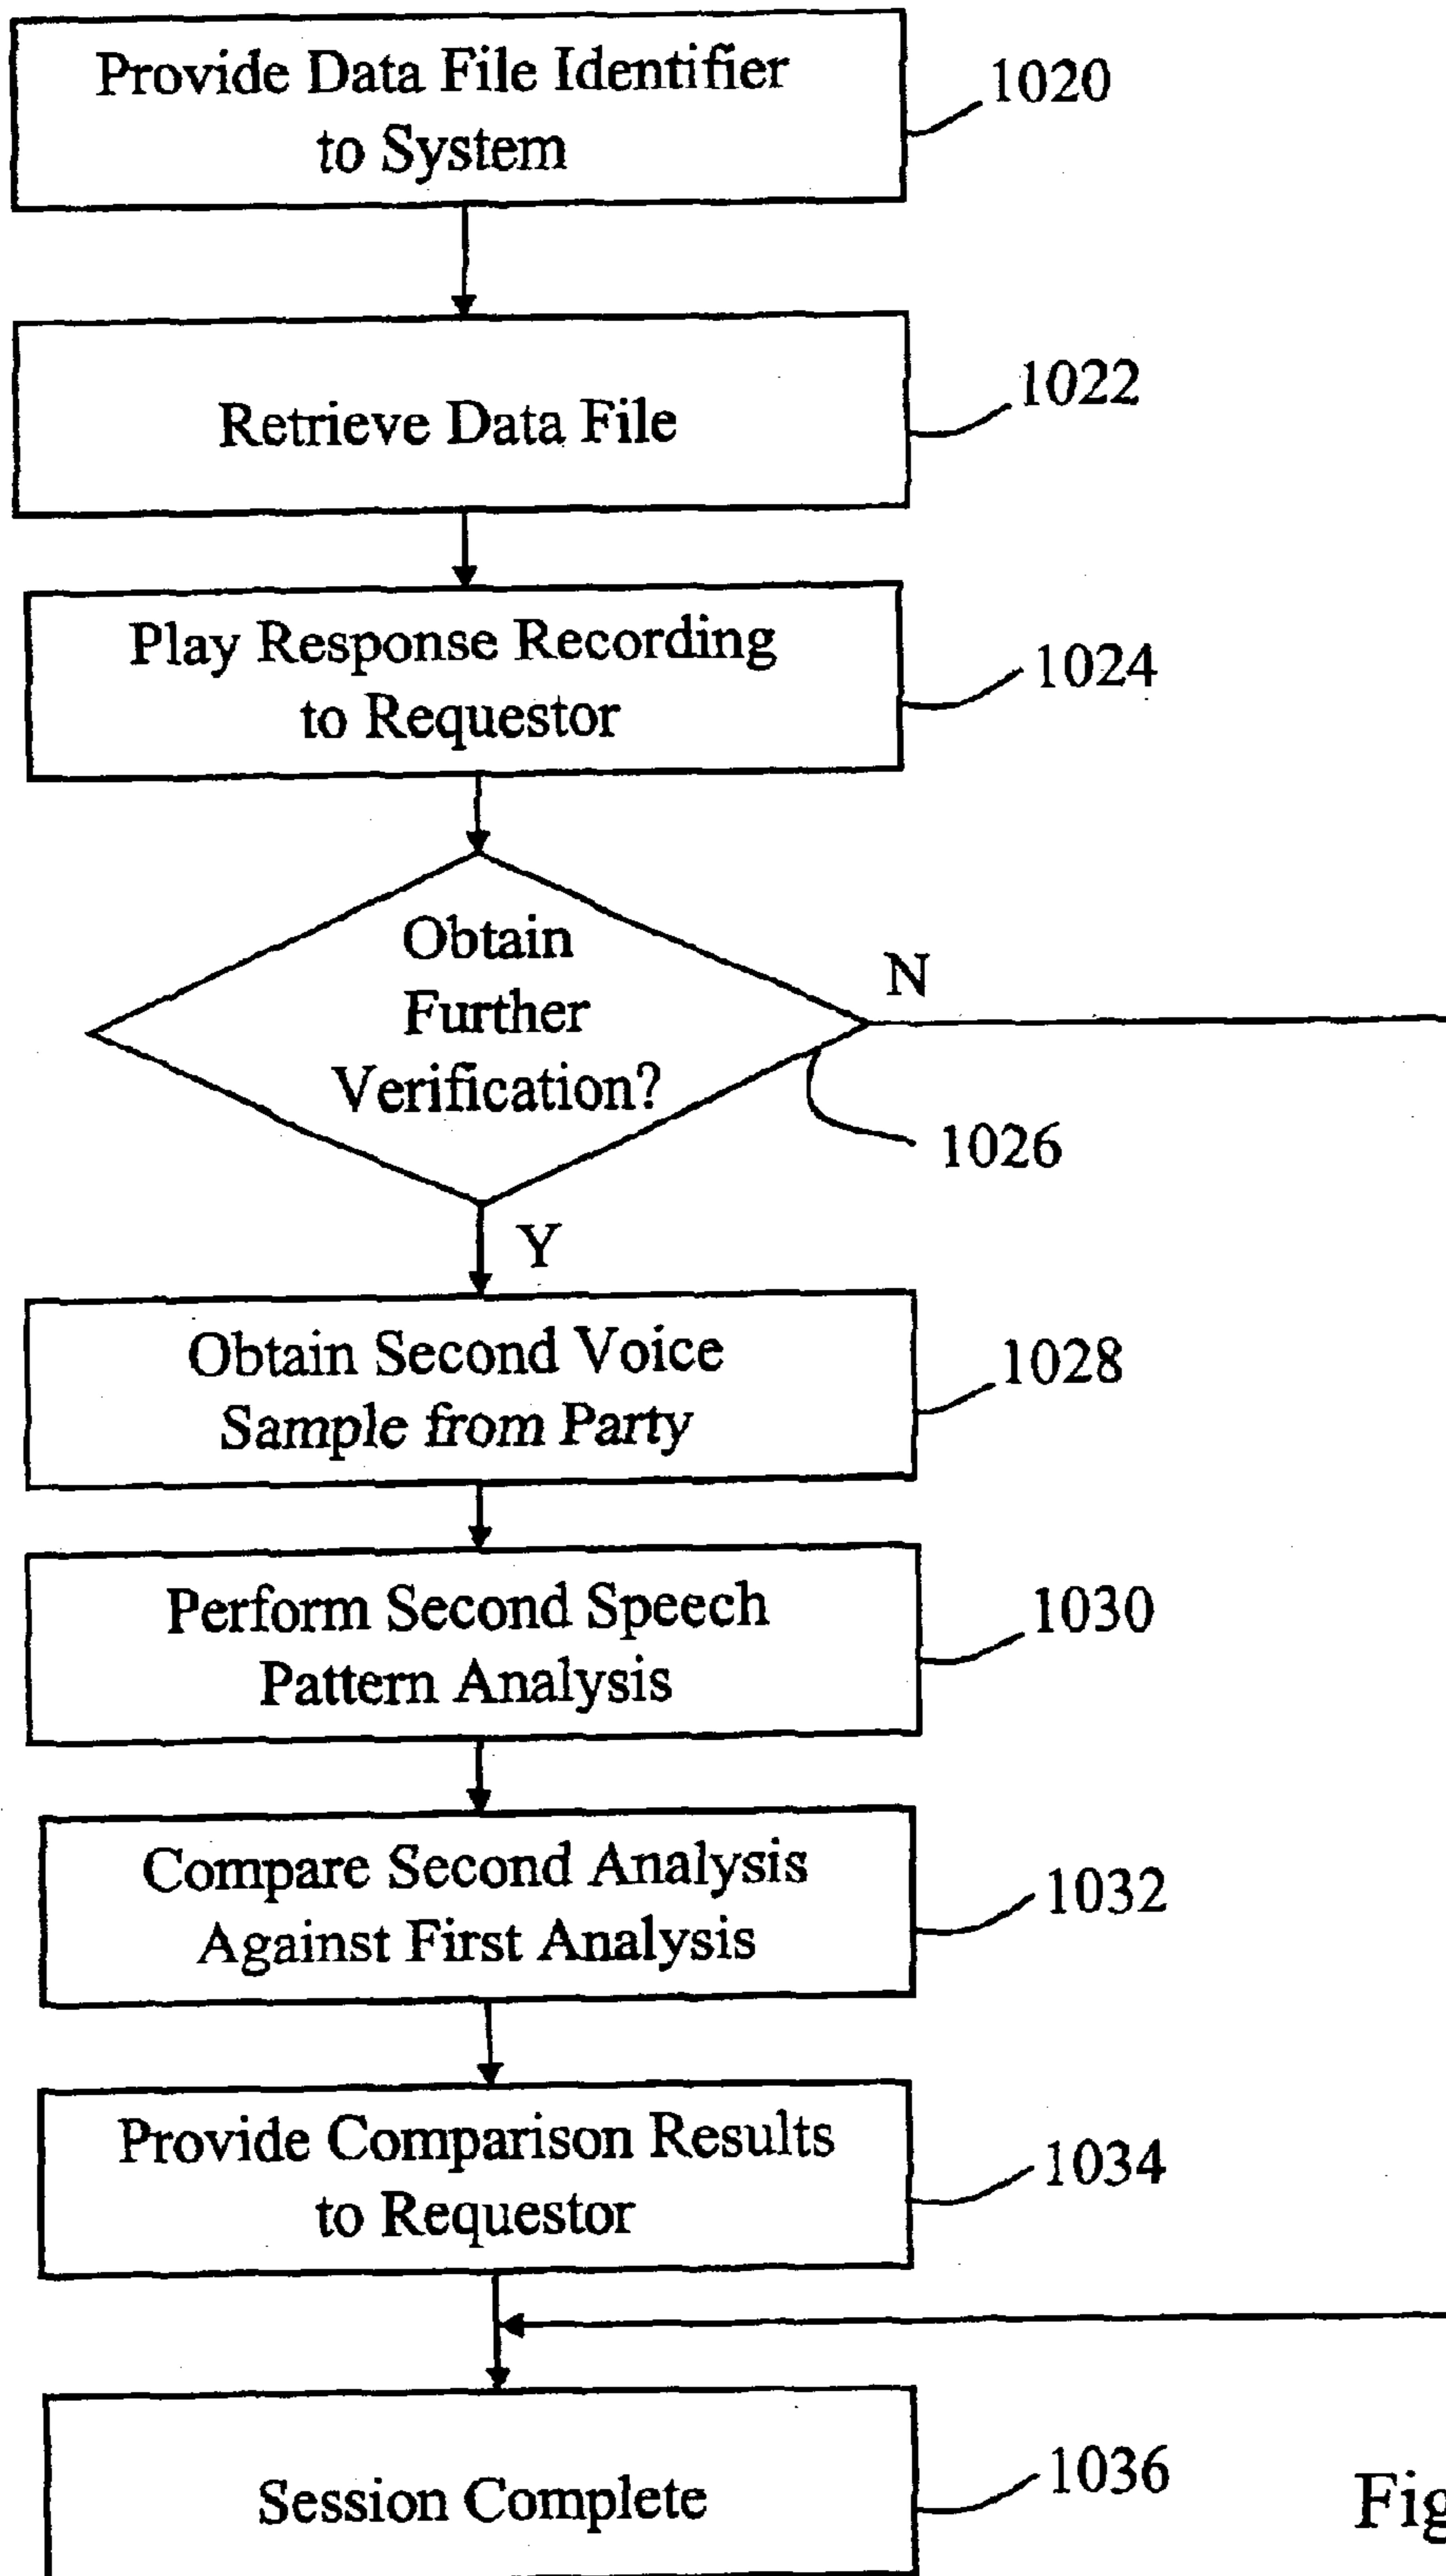 Provide Data File Identifier
to System
1020
Retrieve Data File
1022
Play Response Recording
to Requestor
1024
Obtain
Further
Verification?
N
1026
Y
Obtain Second Voice
Sample from Party
1028
Perform Second Speech
Pattern Analysis
1030
Compare Second Analysis
Against First Analysis
1032
Provide Comparison Results
to Requestor
1034
Session Complete
1036
Fig